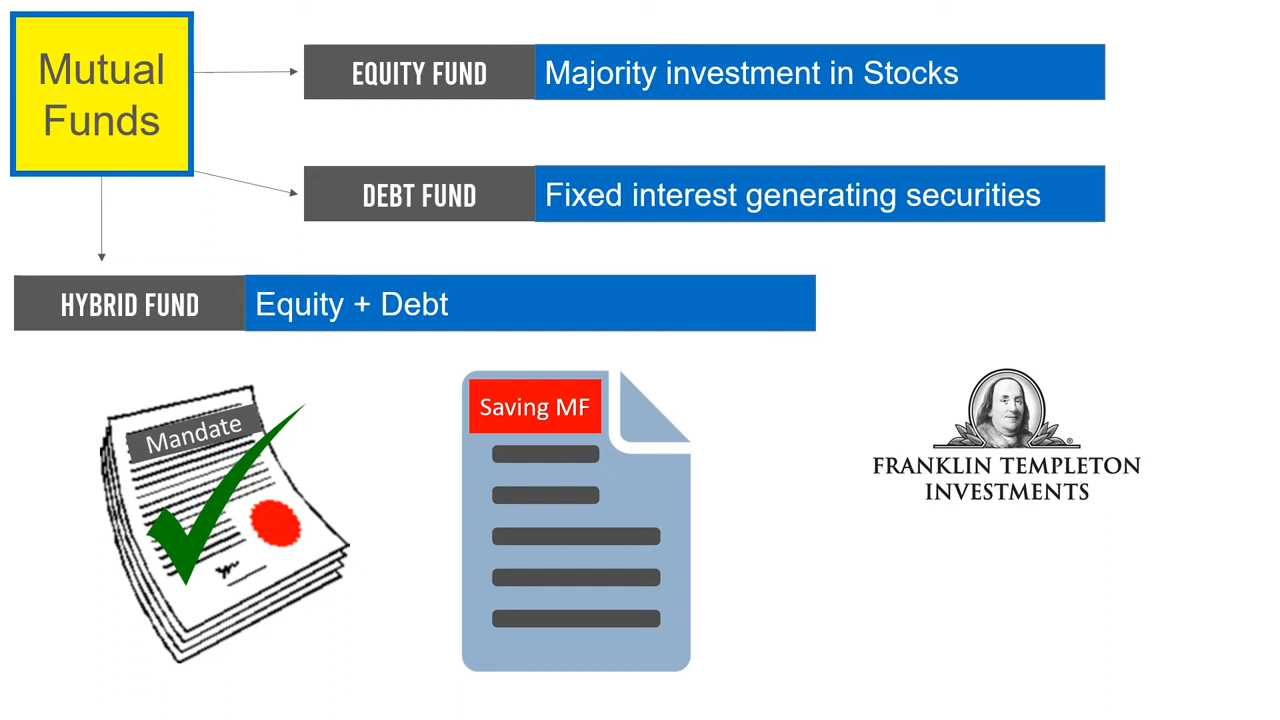 Mutual
Funds
EQUITY FUND
Majority investment in Stocks
DEBT FUND
Fixed interest generating securities
HYBRID FUND
Equity + Debt
Mandate
Saving MF
FRANKLIN TEMPLETON
INVESTMENTS